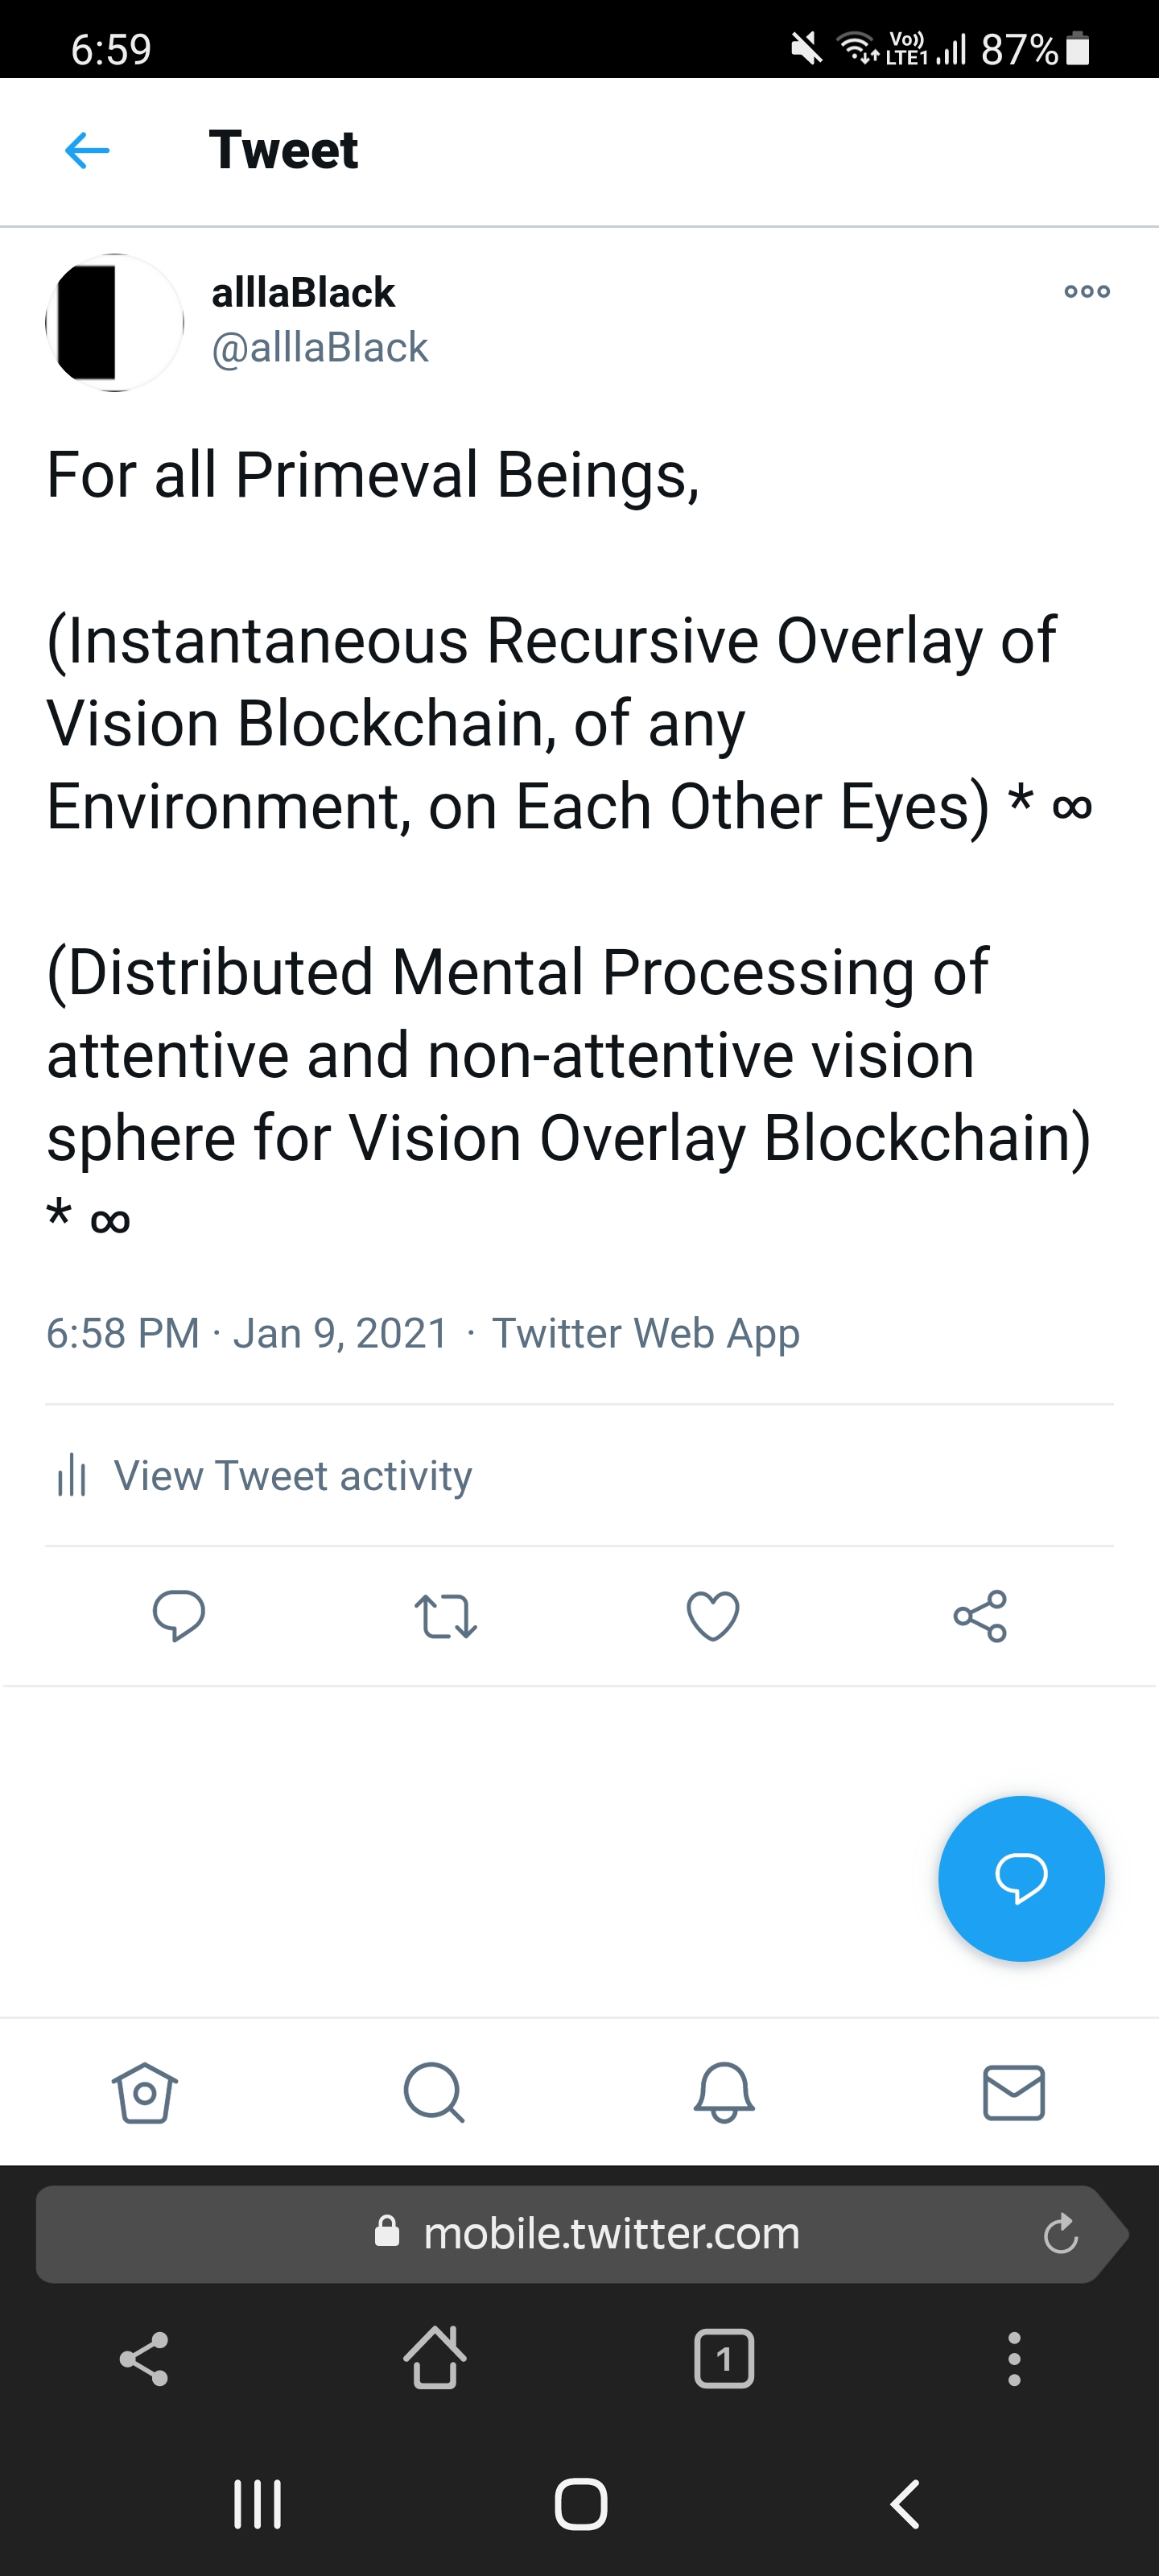 6:59 Vo)) LTE1 87%
Tweet
alllaBlack
@alllaBlack
For all Primeval Beings,
(Instantaneous Recursive Overlay of
Vision Blockchain, of any
Environment, on Each Other Eyes) * ∞
(Distributed Mental Processing of
attentive and non-attentive vision
sphere for Vision Overlay Blockchain)
* ∞
6:58 PM · Jan 9, 2021 · Twitter Web App
View Tweet activity
mobile.twitter.com
1